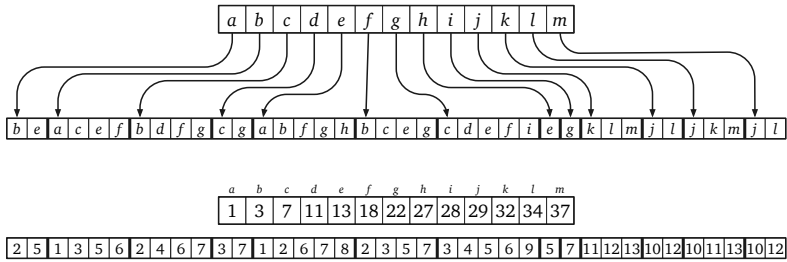 a b c d e f g h i j k l m
b e a c e f b d f g c g a b f g h b c e g c d e f i e g k l m j l j k m j l
a b c d e f g h i j k l m
1 3 7 11 13 18 22 27 28 29 32 34 37
2 5 1 3 5 6 2 4 6 7 3 7 1 2 6 7 8 2 3 5 7 3 4 5 6 9 5 7 11 12 13 10 12 10 11 13 10 12